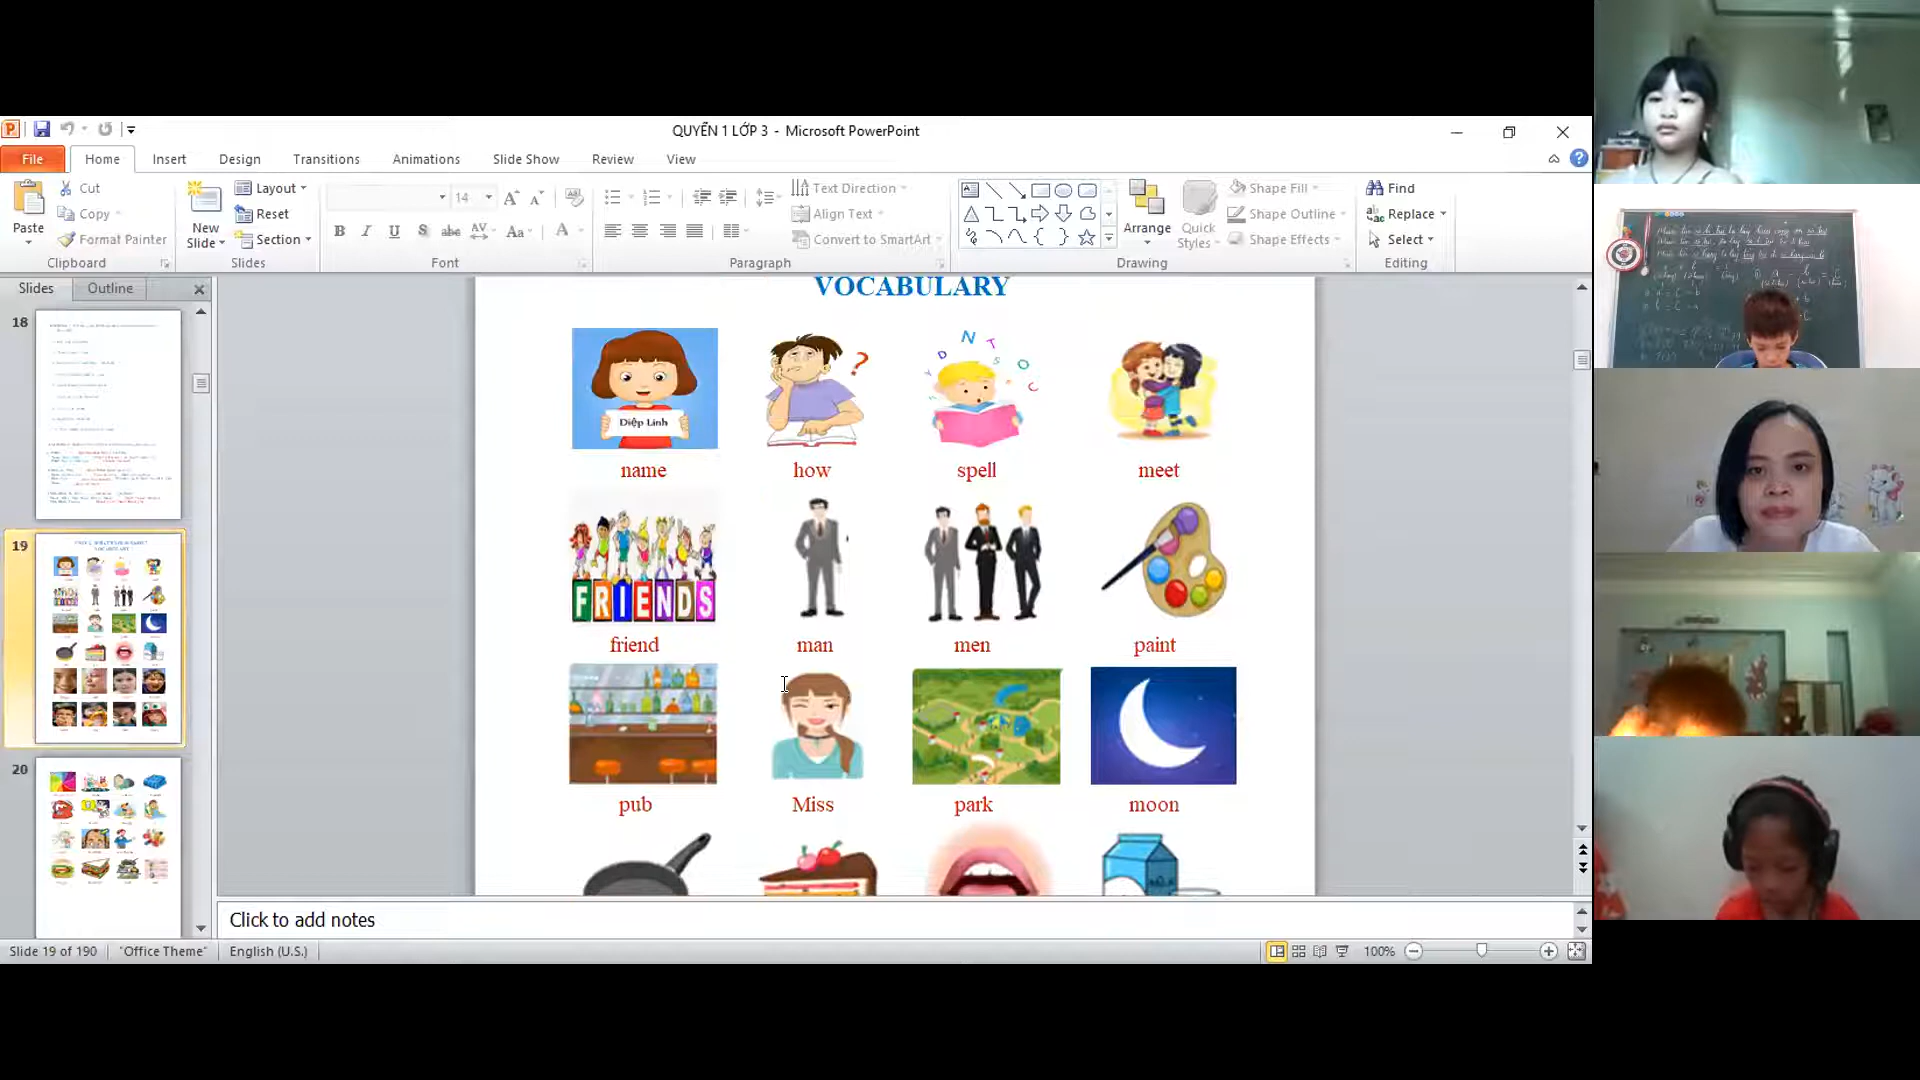 QUYỂN 1 LỚP 3 - Microsoft PowerPoint
File Home Insert Design Transitions Animations Slide Show Review View
Paste
Cut
Copy
Format Painter
Clipboard
New Slide
Layout
Reset
Section
Slides
14
Font
Text Direction
Align Text
Convert to SmartArt
Paragraph
Arrange
Quick Styles
Shape Fill
Shape Outline
Shape Effects
Drawing
Find
Replace
Select
Editing
Slides Outline
18
19
20
VOCABULARY
Diệp Linh
name how spell meet
FRIENDS
friend man men paint
pub Miss park moon
Click to add notes
Slide 19 of 190 "Office Theme" English (U.S.) 100%